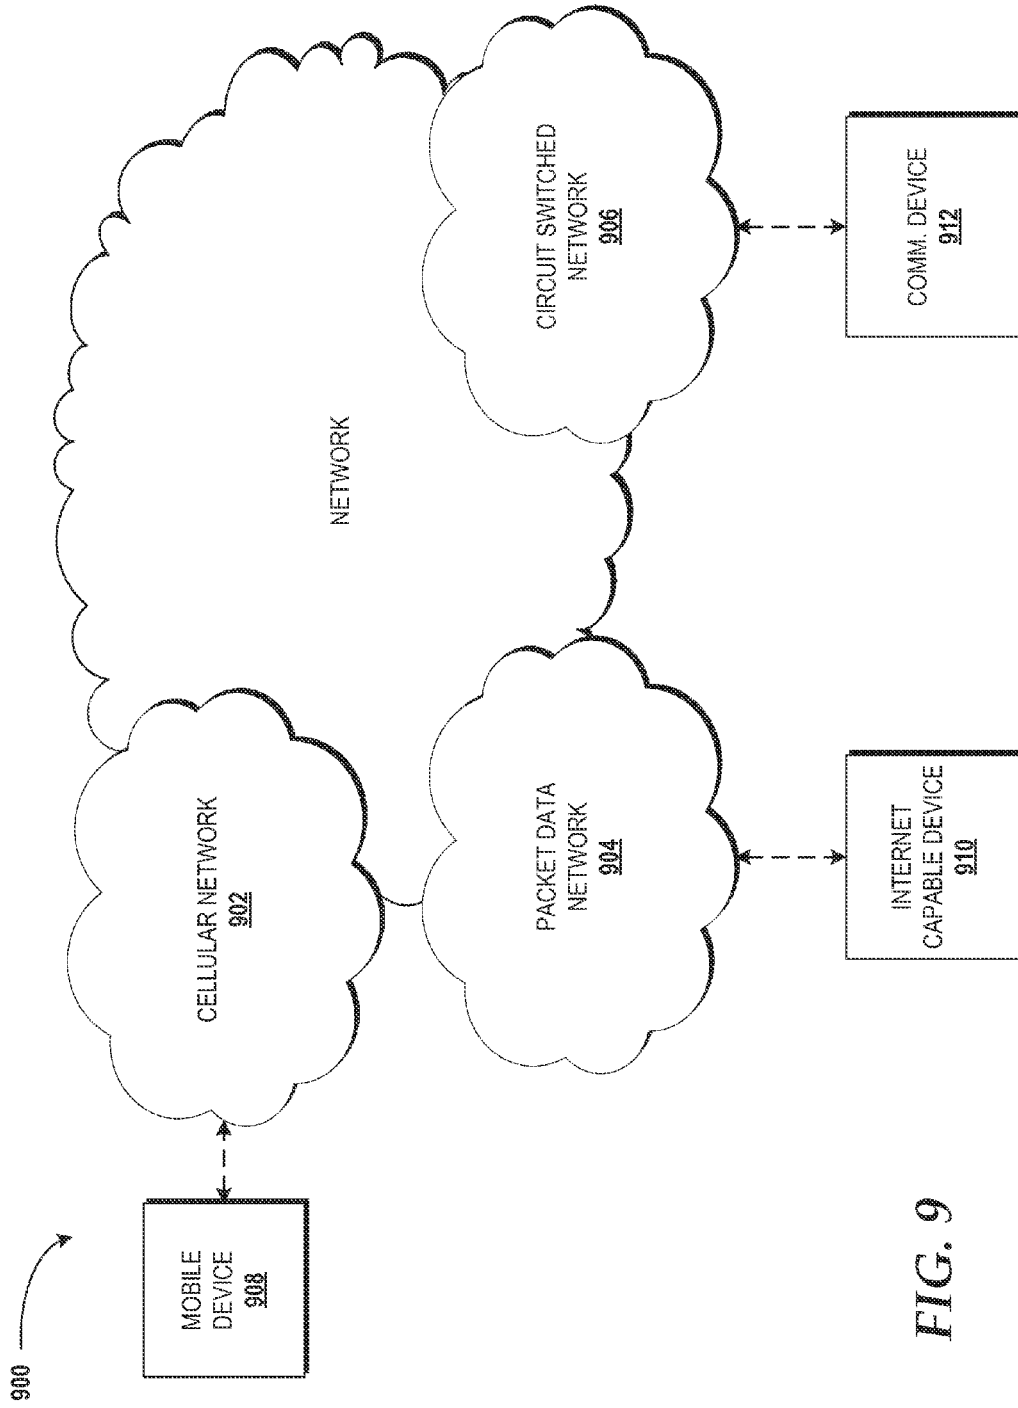 900
MOBILE
DEVICE
908
CELLULAR NETWORK
902
NETWORK
PACKET DATA
NETWORK
904
CIRCUIT SWITCHED
NETWORK
906
INTERNET
CAPABLE DEVICE
910
COMM. DEVICE
912
FIG. 9